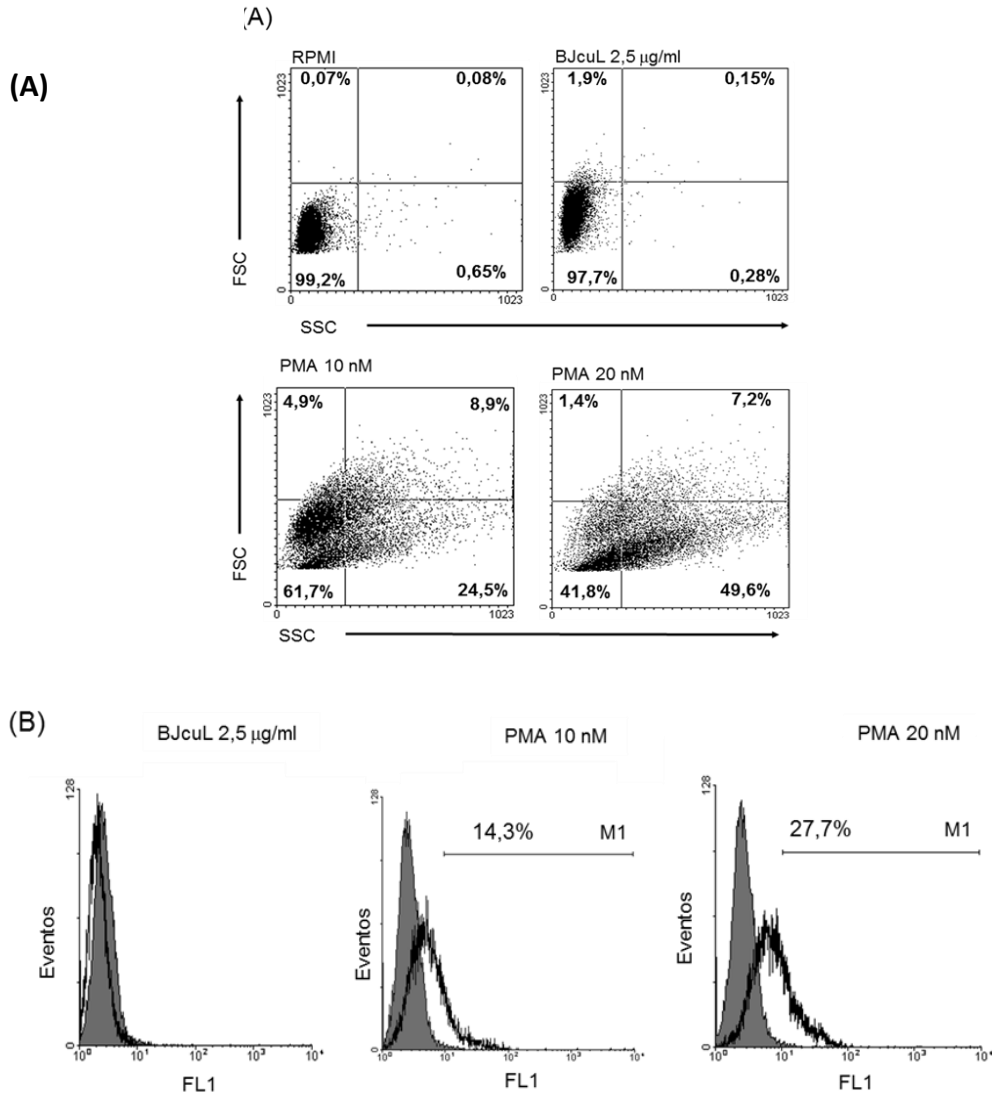 (A)
(A)
RPMI
BJcuL 2,5 μg/ml
1023
0,07%
0,08%
1023
1,9%
0,15%
FSC
99,2%
0,65%
97,7%
0,28%
0
0
1023
0
0
1023
SSC
PMA 10 nM
PMA 20 nM
1023
4,9%
8,9%
1023
1,4%
7,2%
FSC
61,7%
24,5%
41,8%
49,6%
0
0
1023
0
0
1023
SSC
(B)
BJcuL 2,5 μg/ml
PMA 10 nM
PMA 20 nM
128
128
128
14,3%
M1
27,7%
M1
Eventos
Eventos
Eventos
0
0
0
10⁰ 10¹ 10² 10³ 10⁴
10⁰ 10¹ 10² 10³ 10⁴
10⁰ 10¹ 10² 10³ 10⁴
FL1
FL1
FL1